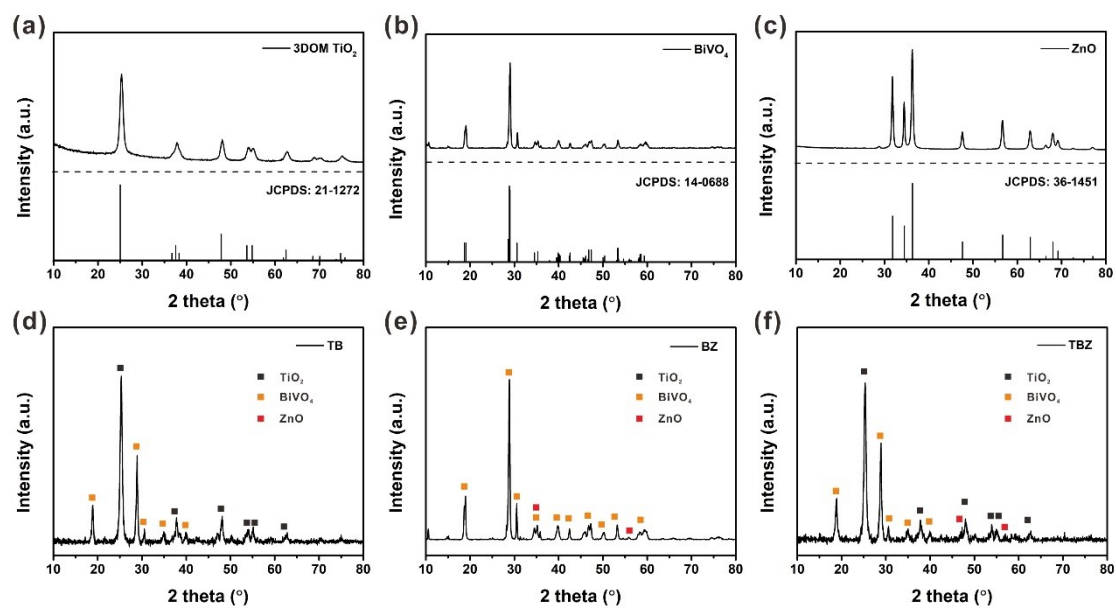 (a)
3DOM TiO₂
JCPDS: 21-1272
Intensity (a.u.)
10 20 30 40 50 60 70 80
2 theta (°)
(b)
BiVO₄
JCPDS: 14-0688
Intensity (a.u.)
10 20 30 40 50 60 70 80
2 theta (°)
(c)
ZnO
JCPDS: 36-1451
Intensity (a.u.)
10 20 30 40 50 60 70 80
2 theta (°)
(d)
TB
TiO₂
BiVO₄
ZnO
Intensity (a.u.)
10 20 30 40 50 60 70 80
2 theta (°)
(e)
BZ
TiO₂
BiVO₄
ZnO
Intensity (a.u.)
10 20 30 40 50 60 70 80
2 theta (°)
(f)
TBZ
TiO₂
BiVO₄
ZnO
Intensity (a.u.)
10 20 30 40 50 60 70 80
2 theta (°)